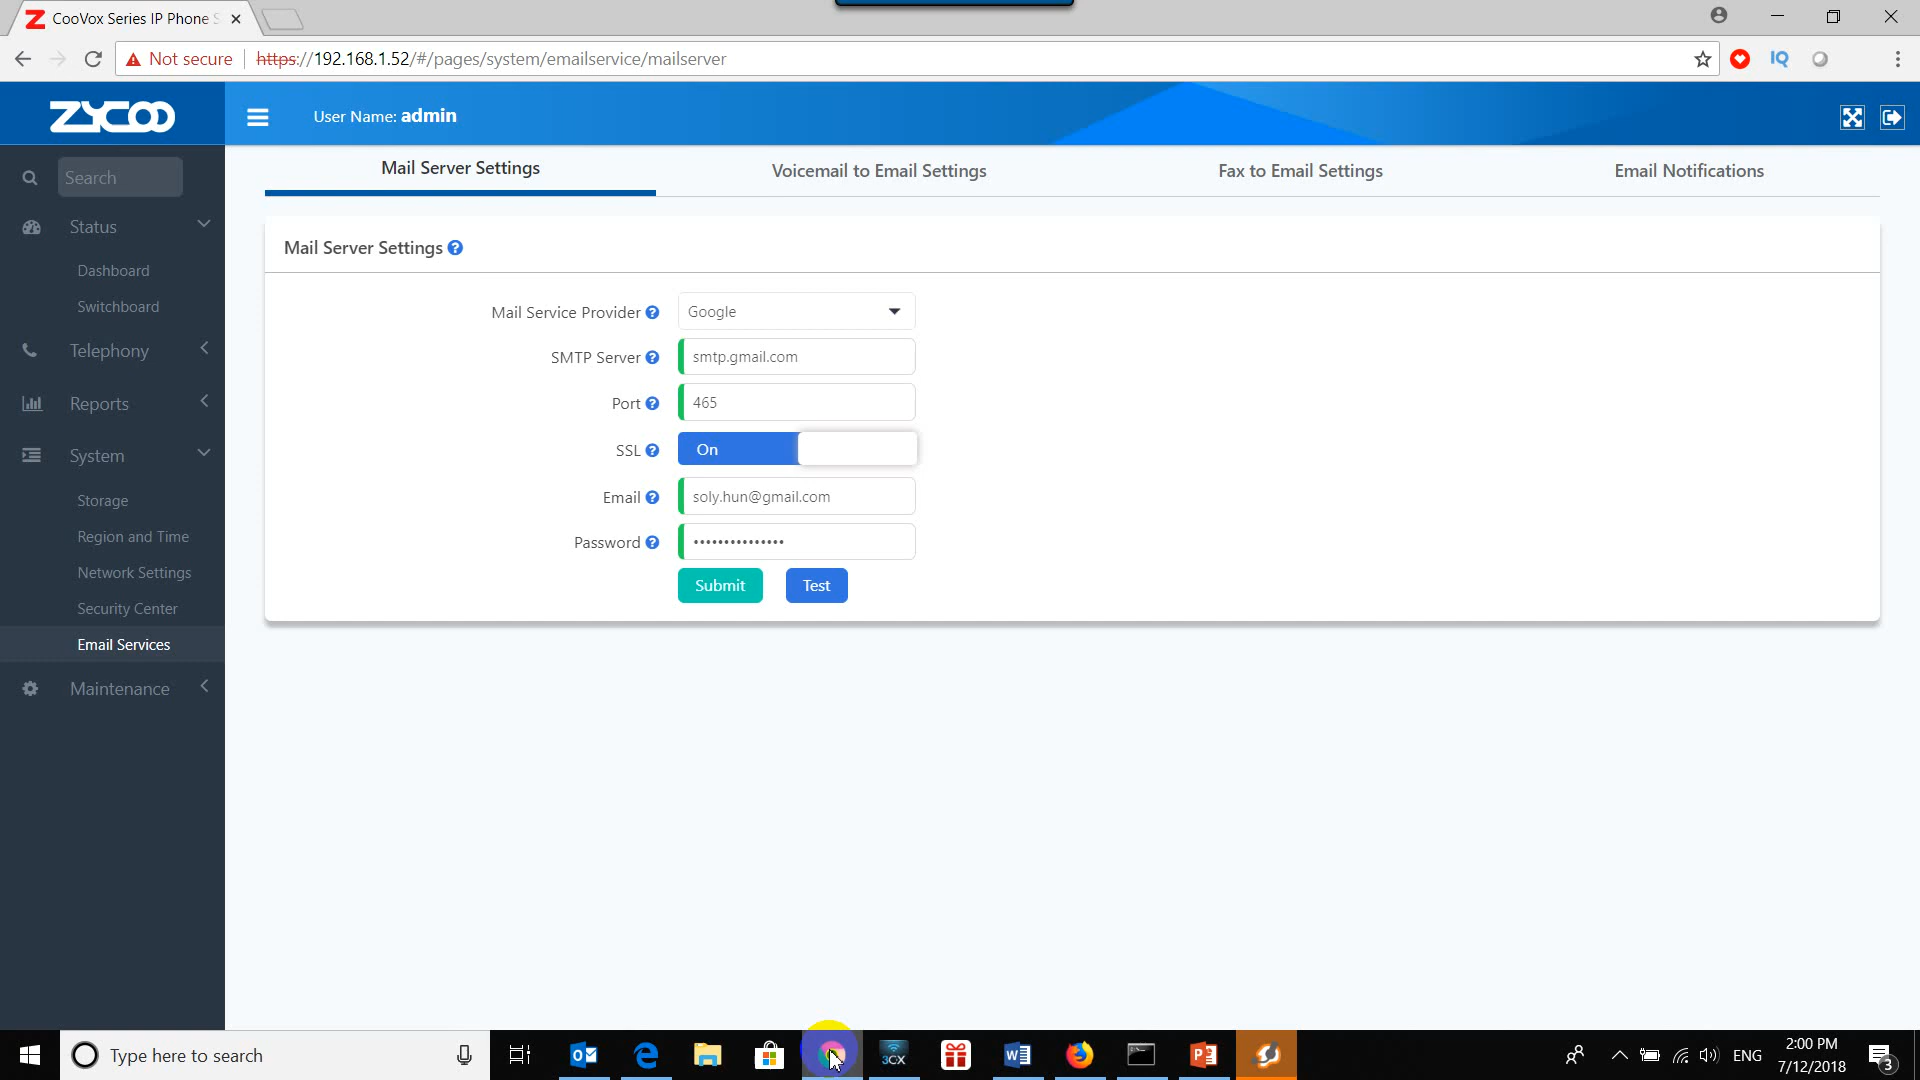 CooVox Series IP Phone S
Not secure
https://192.168.1.52/#/pages/system/emailservice/mailserver
IQ
ZYCOO
User Name: admin
Search
Status
Dashboard
Switchboard
Telephony
Reports
System
Storage
Region and Time
Network Settings
Security Center
Email Services
Maintenance
Mail Server Settings
Voicemail to Email Settings
Fax to Email Settings
Email Notifications
Mail Server Settings ?
Mail Service Provider ? Google
SMTP Server ? smtp.gmail.com
Port ? 465
SSL ? On
Email ? soly.hun@gmail.com
Password ? •••••••••••••••
Submit Test
Type here to search
3CX
ENG
2:00 PM
7/12/2018
3